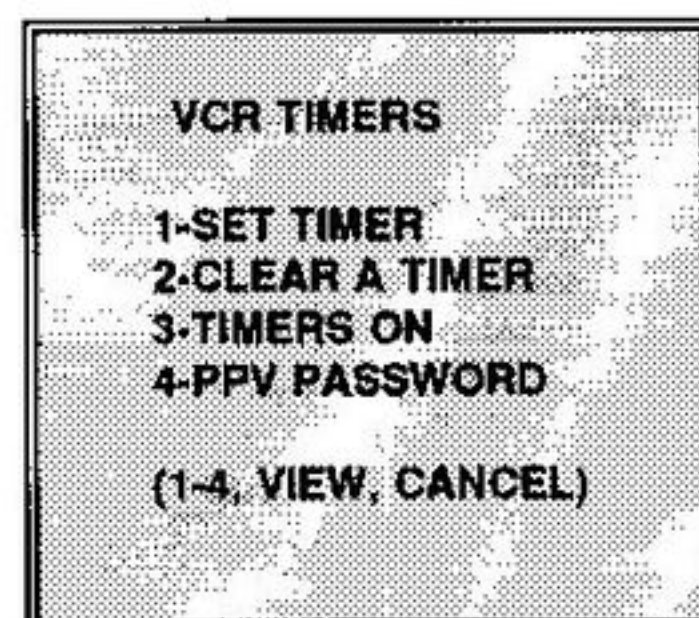 VCR TIMERS
1-SET TIMER
2-CLEAR A TIMER
3-TIMERS ON
4-PPV PASSWORD
(1-4, VIEW, CANCEL)